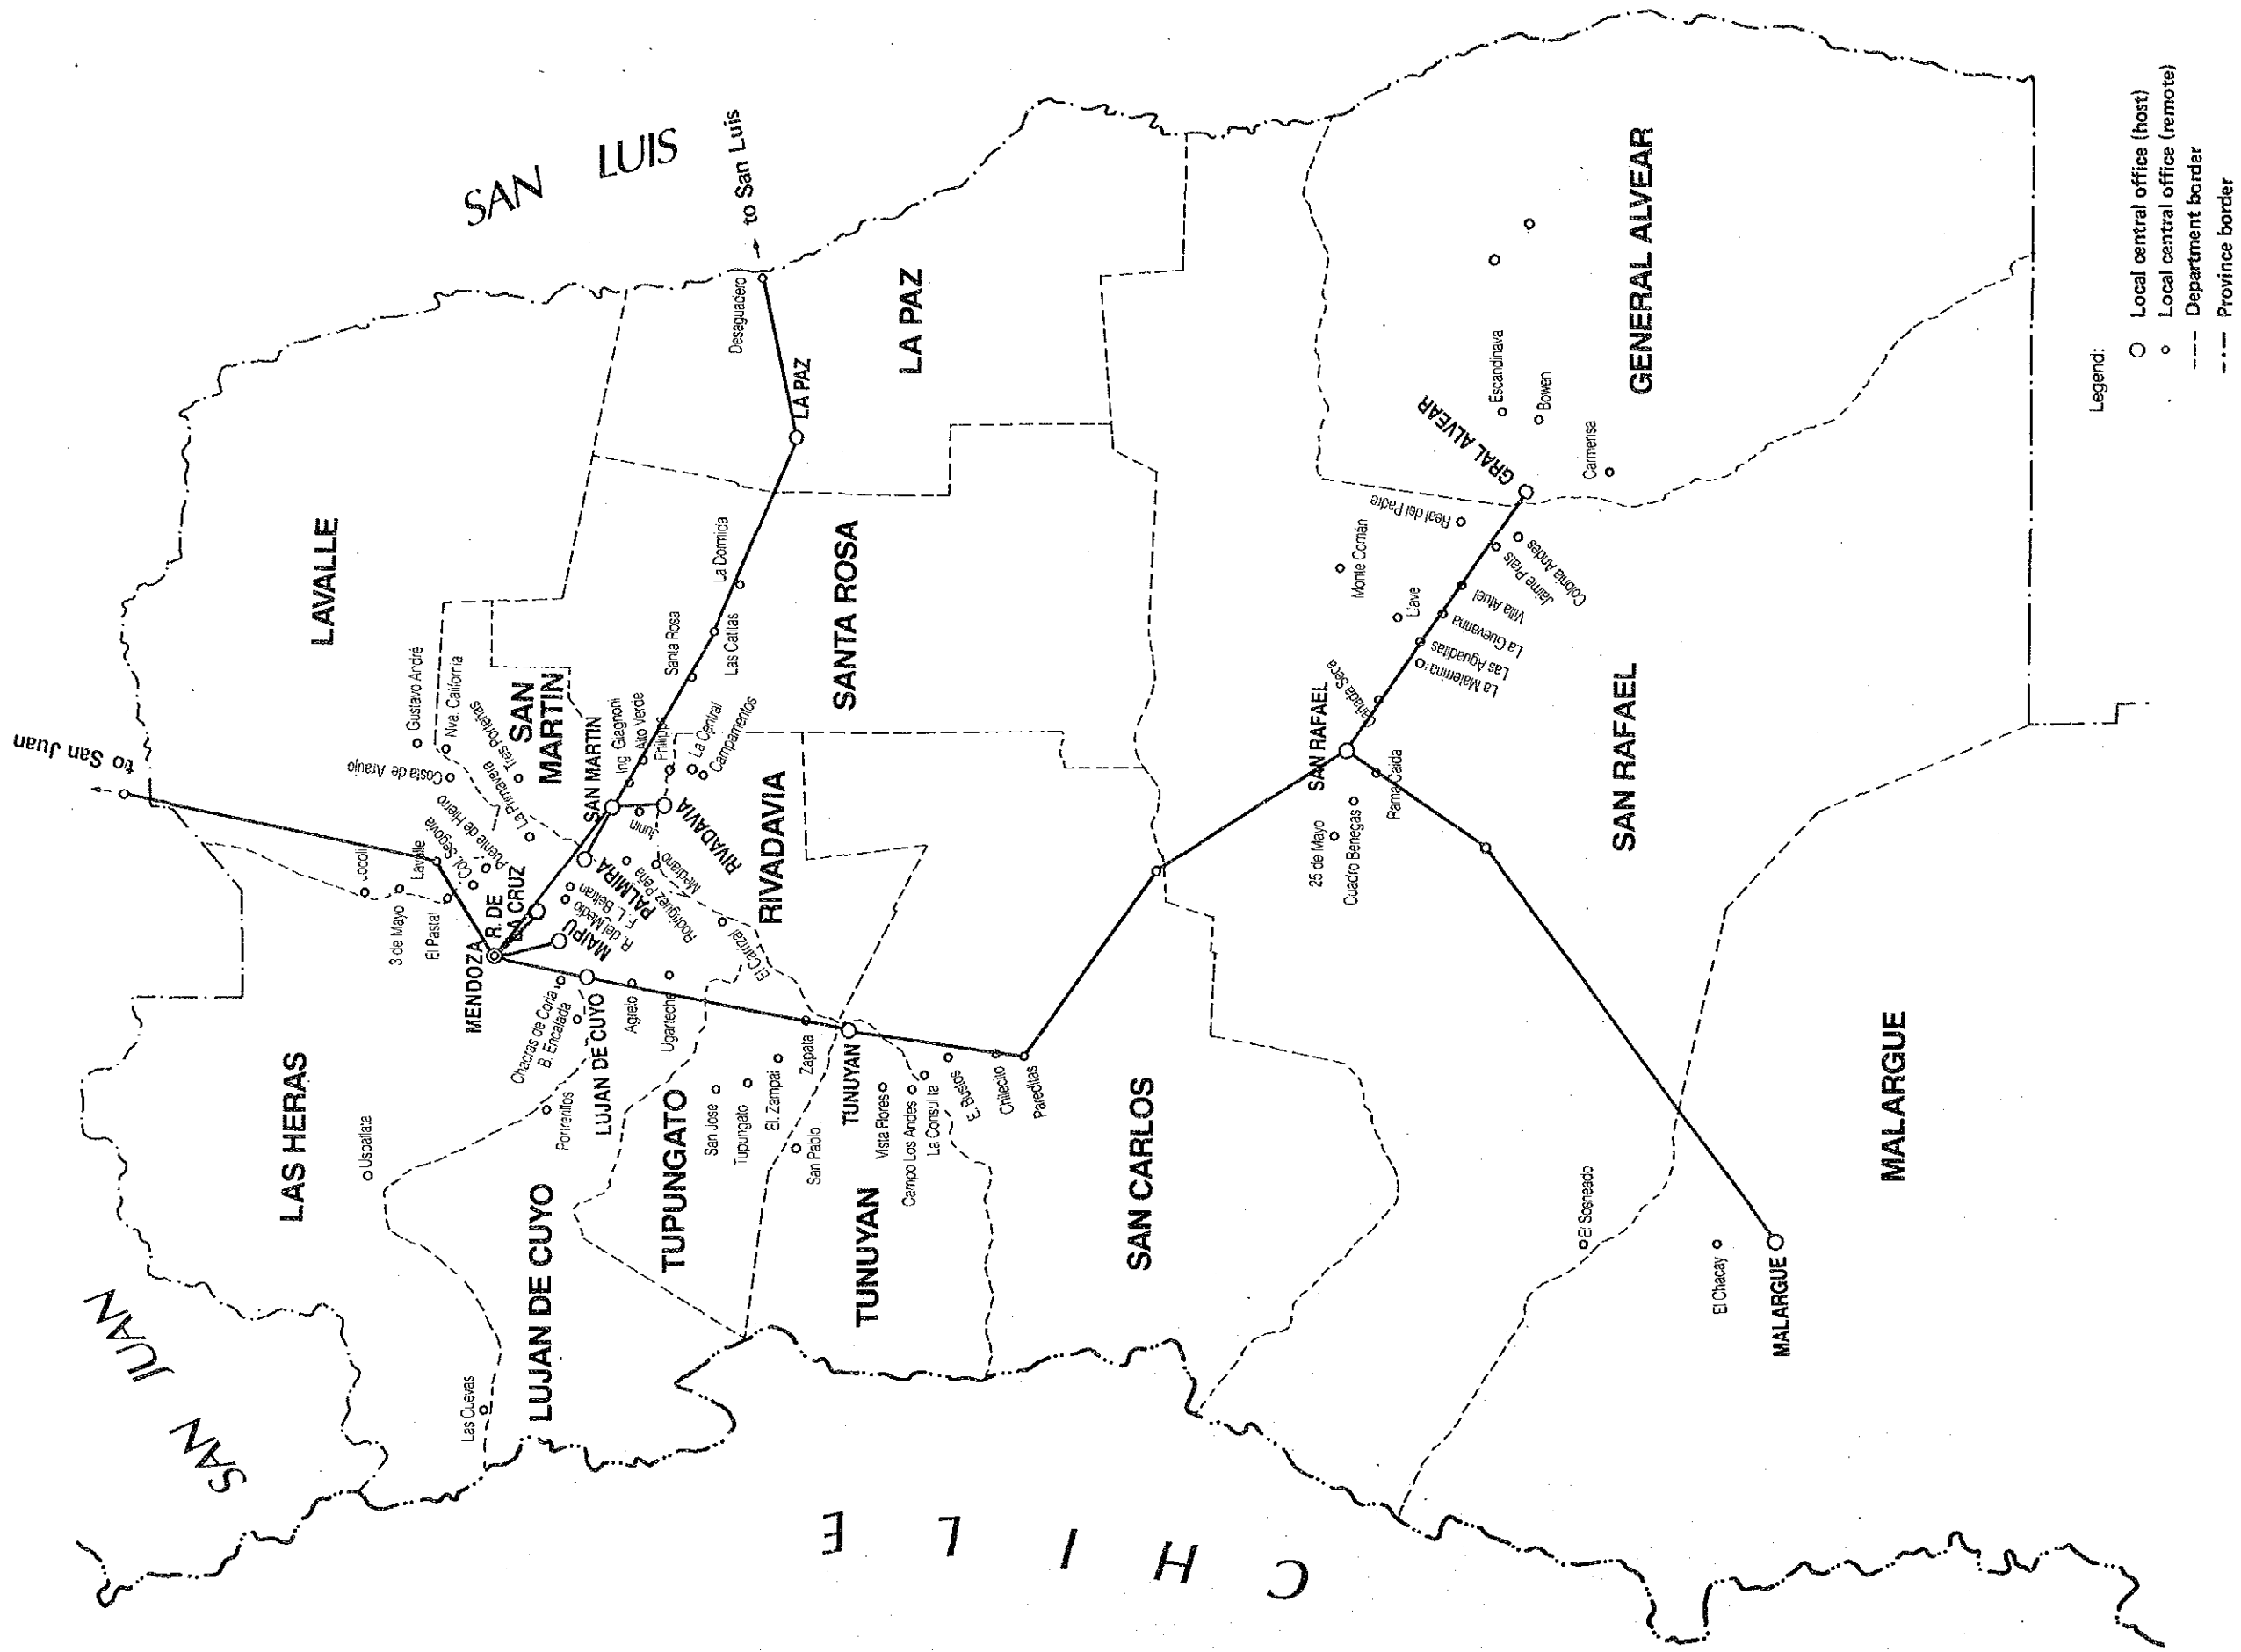 SAN JUAN
to San Juan
SAN LUIS
to San Luis
CHILE
LAS HERAS
LAVALLE
LUJAN DE CUYO
TUPUNGATO
TUNUYAN
SAN CARLOS
SAN
MARTIN
RIVADAVIA
SANTA ROSA
LA PAZ
SAN RAFAEL
GENERAL ALVEAR
MALARGUE
Las Cuevas
Uspallata
Jocoli
3 de Mayo
Lavalle
El Pastal
Col. Segovia
Puente de Hierro
La Primavera
Tres Porteñas
Costa de Araujo
Gustavo André
Nva. California
MENDOZA
R. DE
LA CRUZ
MAIPU
R. del Medio
F. L. Beltran
PALMIRA
Rodriguez Peña
Medrano
SAN MARTIN
Junin
RIVADAVIA
Ing. Giagnoni
Alto Verde
Philipps
La Central
Campamentos
Santa Rosa
Las Catitas
La Dormida
LA PAZ
Desaguadero
Chacras de Coria
B. Encalada
LUJAN DE CUYO
Portrerillos
Agrelo
Ugarteche
El Carrizal
San Jose
Tupungato
El Zampai
Zapata
San Pablo
TUNUYAN
Vista Flores
Campo Los Andes
La Consulta
E. Bustos
Chilecito
Pareditas
25 de Mayo
Cuadro Benegas
SAN RAFAEL
Rama Caida
Cañada Seca
La Materrina
Las Aguaditas
La Guevarina
Villa Atuel
Jaime Prats
Colonia Andes
Monte Comán
Real del Padre
GRAL ALVEAR
Escandinava
Bowen
Carmensa
El Sosneado
El Chacay
MALARGUE
Legend:
Local central office (host)
Local central office (remote)
Department border
Province border